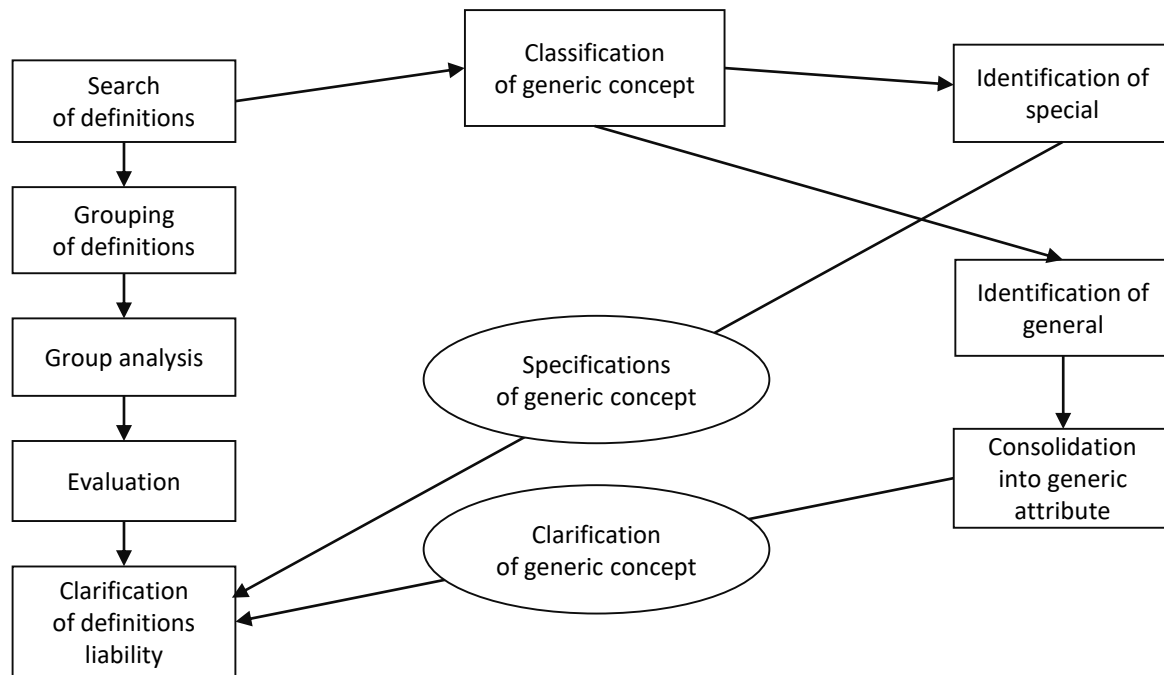 Search
of definitions
Classification
of generic concept
Identification of
special
Grouping
of definitions
Identification of
general
Group analysis
Specifications
of generic concept
Evaluation
Consolidation
into generic
attribute
Clarification
of generic concept
Clarification
of definitions
liability